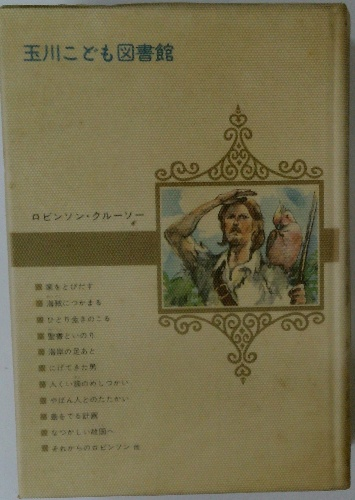 玉川こども図書館
ロビンソン・クルーソー
家をとびだす
海賊につかまる
ひとり生きのこる
聖書といのり
海岸の足あと
にげてきた男
人くい種のめしつかい
やばん人とのたたかい
島をでる計画
なつかしい故国へ
それからのロビンソン 他